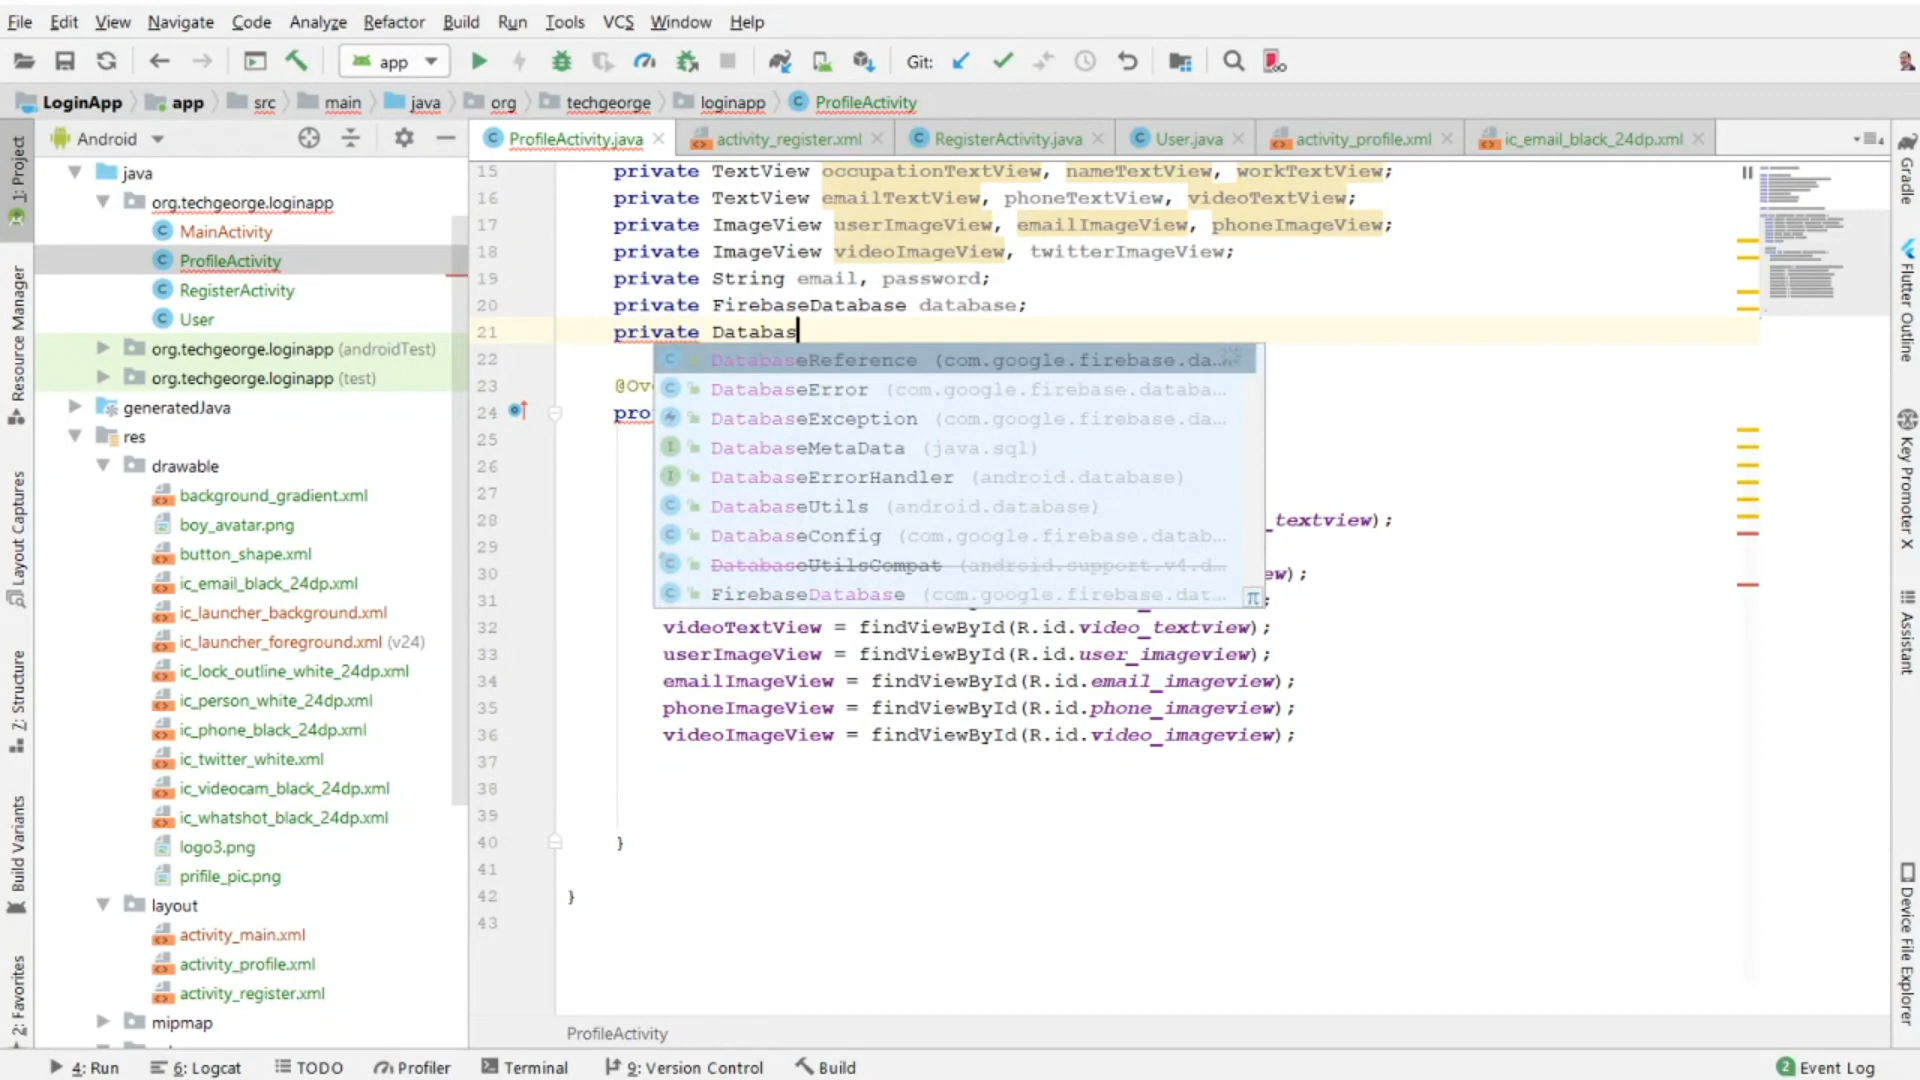 File Edit View Navigate Code Analyze Refactor Build Run Tools VCS Window Help
app Git:
LoginApp app src main java org techgeorge loginapp ProfileActivity
Android
ProfileActivity.java activity_register.xml RegisterActivity.java User.java activity_profile.xml ic_email_black_24dp.xml
1: Project
Resource Manager
Layout Captures
Z: Structure
Build Variants
2: Favorites
java
org.techgeorge.loginapp
MainActivity
ProfileActivity
RegisterActivity
User
org.techgeorge.loginapp (androidTest)
org.techgeorge.loginapp (test)
generatedJava
res
drawable
background_gradient.xml
boy_avatar.png
button_shape.xml
ic_email_black_24dp.xml
ic_launcher_background.xml
ic_launcher_foreground.xml (v24)
ic_lock_outline_white_24dp.xml
ic_person_white_24dp.xml
ic_phone_black_24dp.xml
ic_twitter_white.xml
ic_videocam_black_24dp.xml
ic_whatshot_black_24dp.xml
logo3.png
prifile_pic.png
layout
activity_main.xml
activity_profile.xml
activity_register.xml
mipmap
15 private TextView occupationTextView, nameTextView, workTextView;
16 private TextView emailTextView, phoneTextView, videoTextView;
17 private ImageView userImageView, emailImageView, phoneImageView;
18 private ImageView videoImageView, twitterImageView;
19 private String email, password;
20 private FirebaseDatabase database;
21 private Databas
22
23 @Ov
24 pro
25
26
27
28 _textview);
29
30 ew);
31 ;
DatabaseReference (com.google.firebase.da...
DatabaseError (com.google.firebase.databa...
DatabaseException (com.google.firebase.da...
DatabaseMetaData (java.sql)
DatabaseErrorHandler (android.database)
DatabaseUtils (android.database)
DatabaseConfig (com.google.firebase.datab...
DatabaseUtilsCompat (android.support.v4.d...
FirebaseDatabase (com.google.firebase.dat...
π
32 videoTextView = findViewById(R.id.video_textview);
33 userImageView = findViewById(R.id.user_imageview);
34 emailImageView = findViewById(R.id.email_imageview);
35 phoneImageView = findViewById(R.id.phone_imageview);
36 videoImageView = findViewById(R.id.video_imageview);
37
38
39
40 }
41
42 }
43
ProfileActivity
Gradle
Flutter Outline
Key Promoter X
Assistant
Device File Explorer
4: Run 6: Logcat TODO Profiler Terminal 9: Version Control Build 2 Event Log